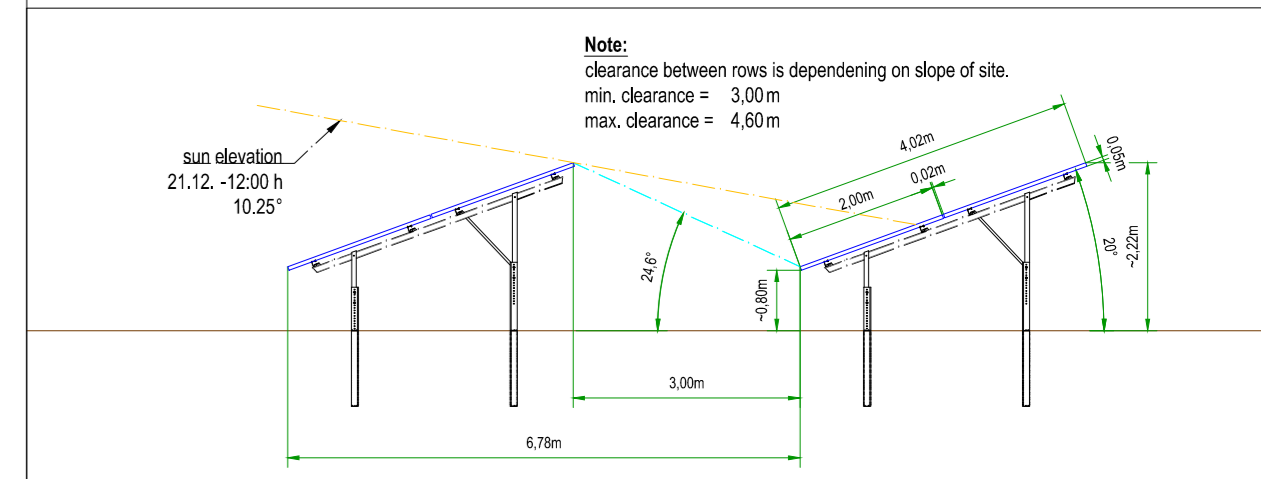 Note:
clearance between rows is dependening on slope of site.
min. clearance = 3,00 m
max. clearance = 4,60 m
sun elevation
21.12. -12:00 h
10.25°
4,02m
0,05m
0,02m
2,00m
24,6°
20°
~2,22m
~0,80m
3,00m
6,78m